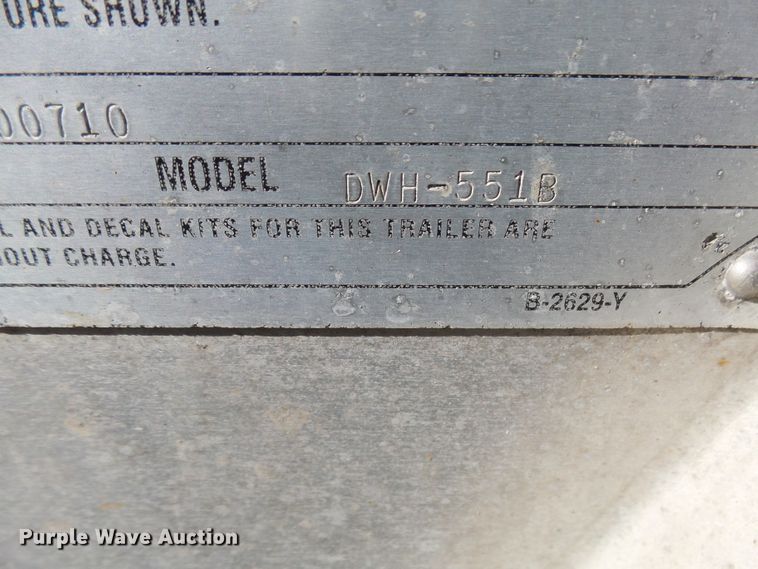 URE SHOWN.
00710
MODEL DWH-551B
L AND DECAL KITS FOR THIS TRAILER ARE
OUT CHARGE.
B-2629-Y
Purple Wave Auction